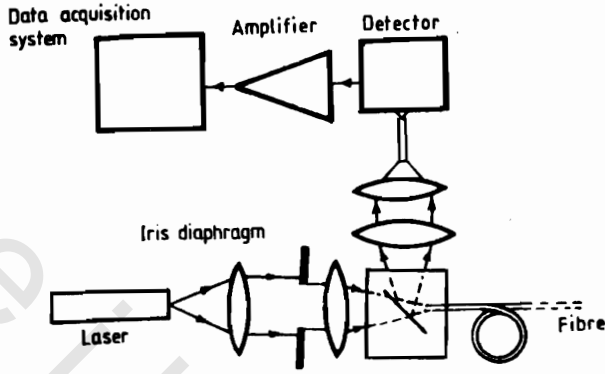 Data acquisition
system
Amplifier
Detector
Iris diaphragm
Laser
Fibre